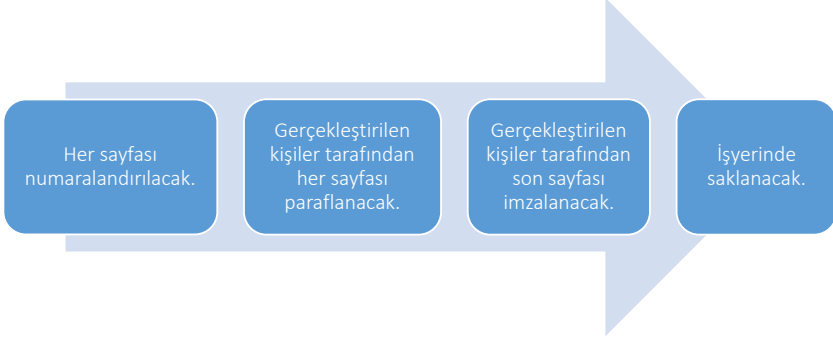 Her sayfası
numaralandırılacak.
Gerçekleştirilen
kişiler tarafından
her sayfası
paraflanacak.
Gerçekleştirilen
kişiler tarafından
son sayfası
imzalanacak.
İşyerinde
saklanacak.